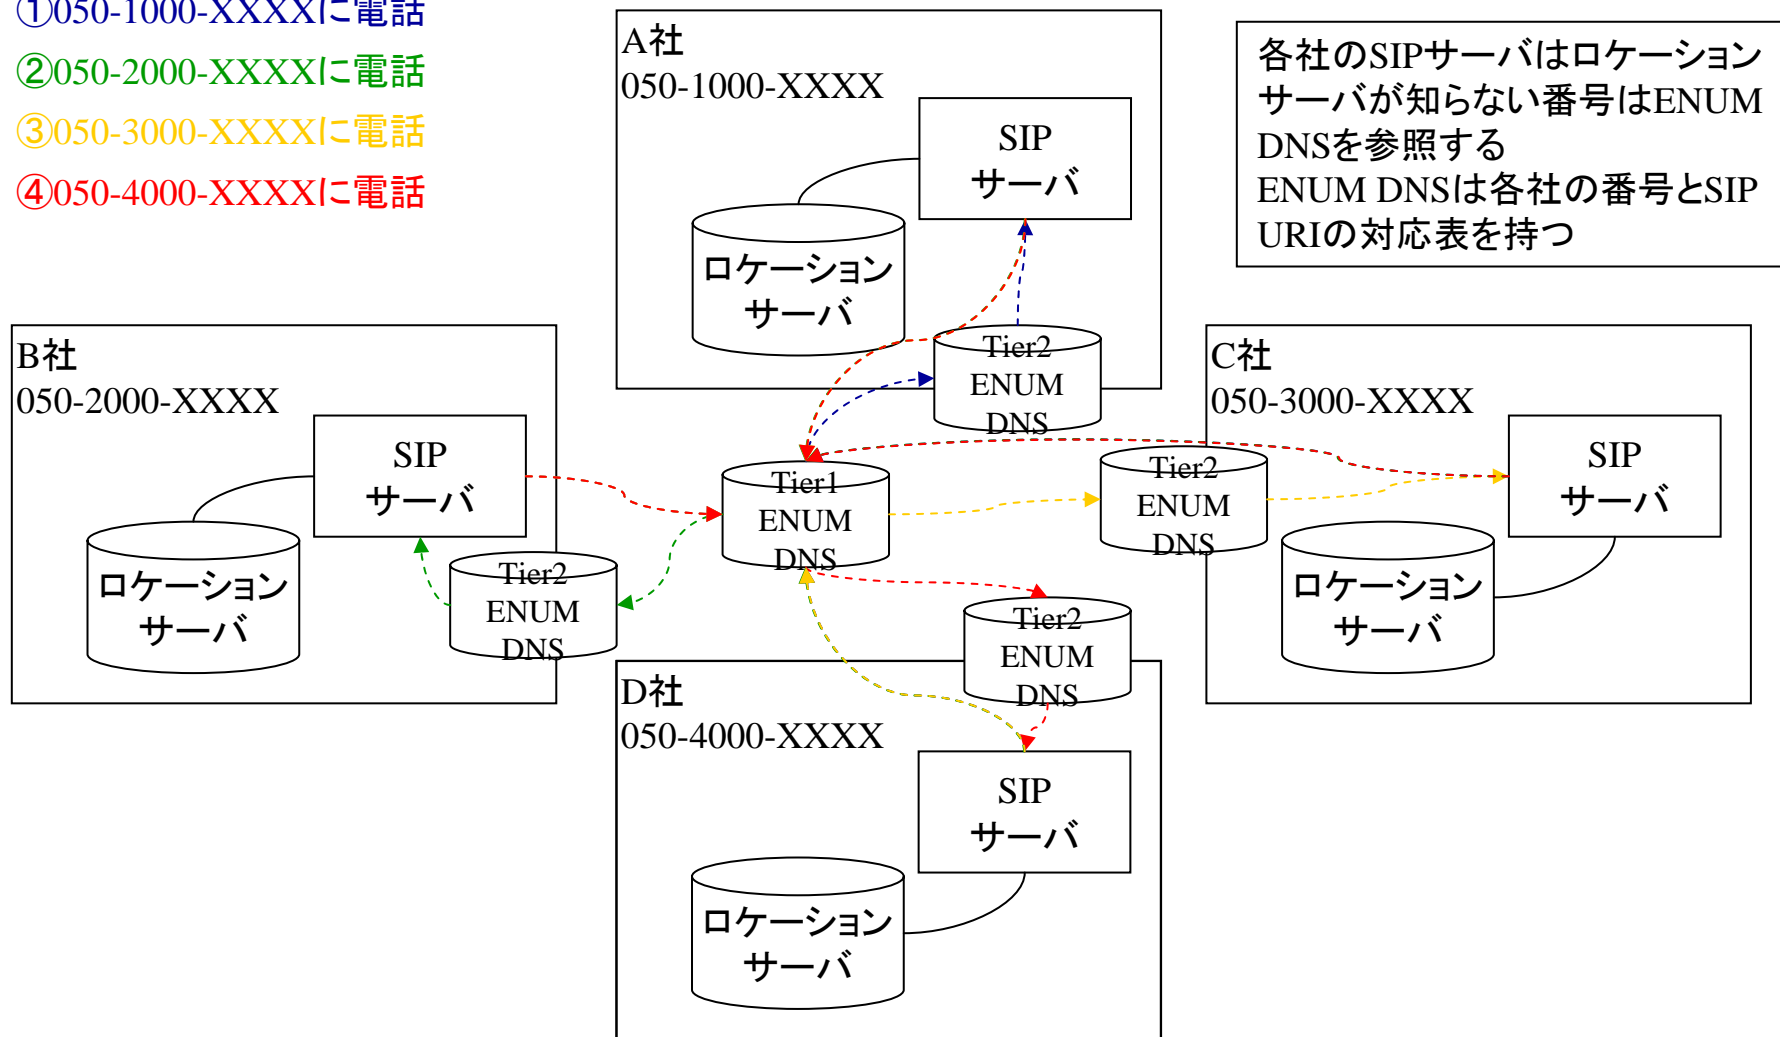 ①050-1000-XXXXに電話
②050-2000-XXXXに電話
③050-3000-XXXXに電話
④050-4000-XXXXに電話
A社
050-1000-XXXX
SIP
サーバ
ロケーション
サーバ
Tier2
ENUM
DNS
各社のSIPサーバはロケーション
サーバが知らない番号はENUM
DNSを参照する
ENUM DNSは各社の番号とSIP
URIの対応表を持つ
B社
050-2000-XXXX
SIP
サーバ
ロケーション
サーバ
Tier2
ENUM
DNS
Tier1
ENUM
DNS
C社
050-3000-XXXX
Tier2
ENUM
DNS
SIP
サーバ
ロケーション
サーバ
D社
050-4000-XXXX
Tier2
ENUM
DNS
SIP
サーバ
ロケーション
サーバ